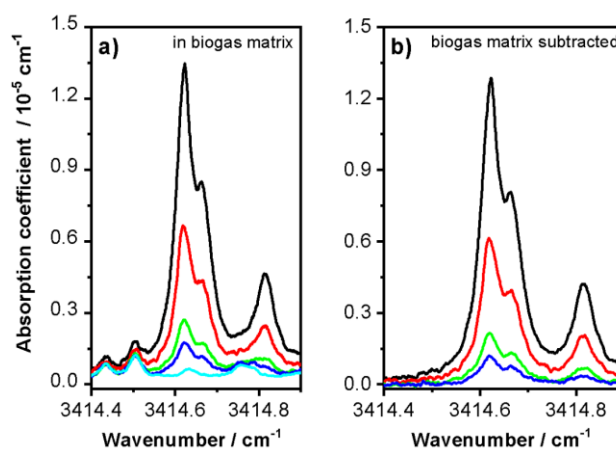 a) in biogas matrix
b) biogas matrix subtracted
Absorption coefficient / 10⁻⁵ cm⁻¹
1.5
1.2
0.9
0.6
0.3
0.0
3414.4 3414.6 3414.8
Wavenumber / cm⁻¹
1.5
1.2
0.9
0.6
0.3
0.0
3414.4 3414.6 3414.8
Wavenumber / cm⁻¹